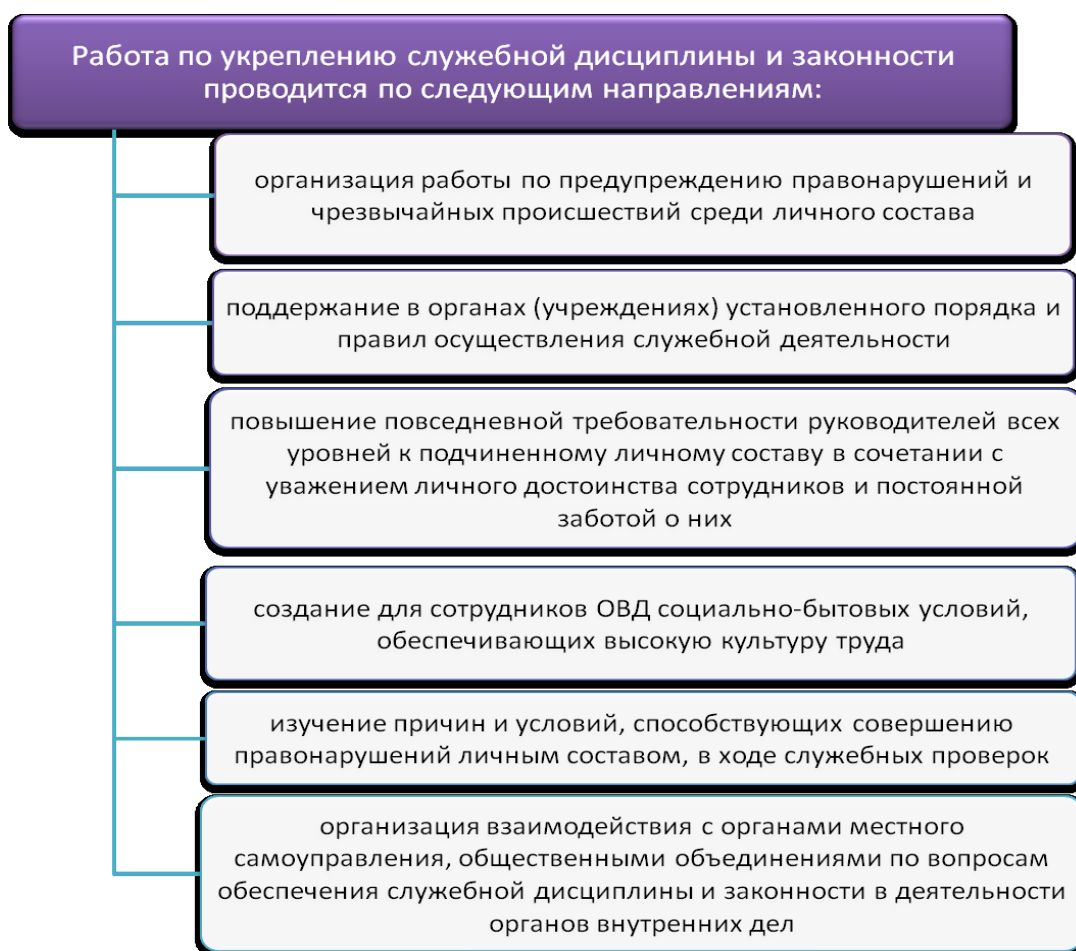 Работа по укреплению служебной дисциплины и законности
проводится по следующим направлениям:
организация работы по предупреждению правонарушений и
чрезвычайных происшествий среди личного состава
поддержание в органах (учреждениях) установленного порядка и
правил осуществления служебной деятельности
повышение повседневной требовательности руководителей всех
уровней к подчиненному личному составу в сочетании с
уважением личного достоинства сотрудников и постоянной
заботой о них
создание для сотрудников ОВД социально-бытовых условий,
обеспечивающих высокую культуру труда
изучение причин и условий, способствующих совершению
правонарушений личным составом, в ходе служебных проверок
организация взаимодействия с органами местного
самоуправления, общественными объединениями по вопросам
обеспечения служебной дисциплины и законности в деятельности
органов внутренних дел